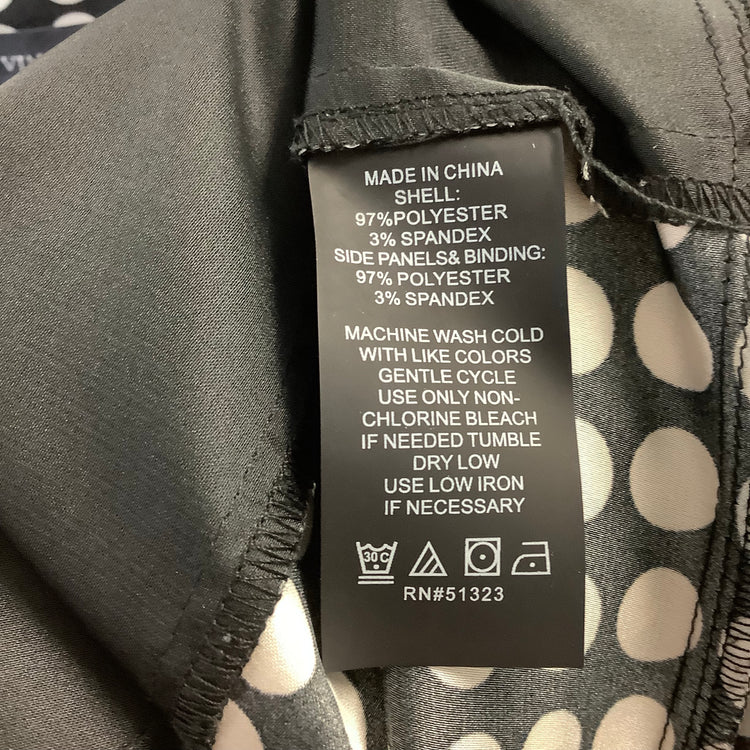 MADE IN CHINA
SHELL:
97%POLYESTER
3% SPANDEX
SIDE PANELS& BINDING:
97% POLYESTER
3% SPANDEX
MACHINE WASH COLD
WITH LIKE COLORS
GENTLE CYCLE
USE ONLY NON-
CHLORINE BLEACH
IF NEEDED TUMBLE
DRY LOW
USE LOW IRON
IF NECESSARY
30C
RN#51323